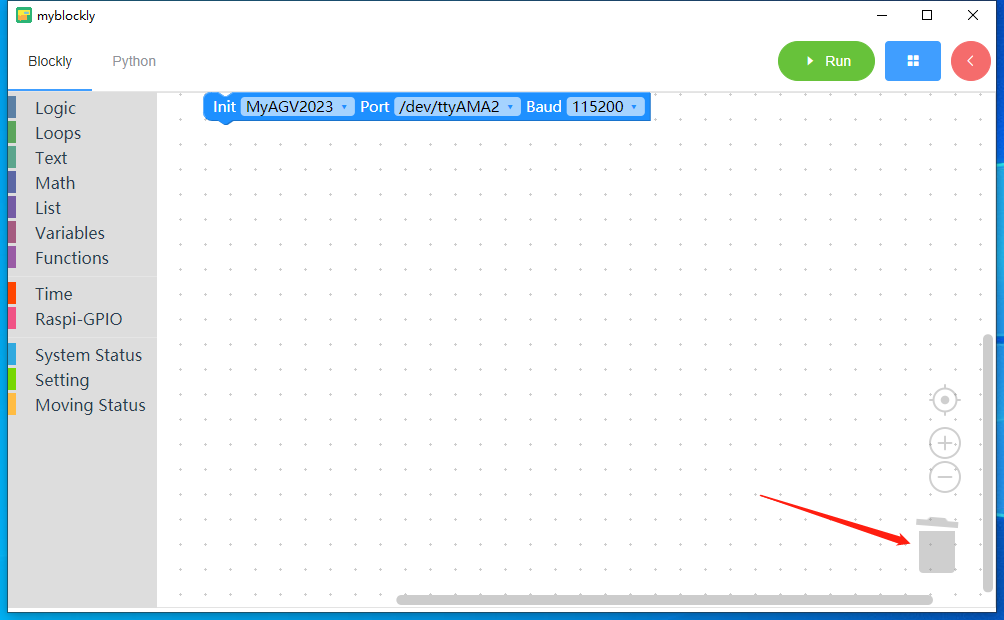 myblockly
Blockly Python Run
Init MyAGV2023 Port /dev/ttyAMA2 Baud 115200
Logic
Loops
Text
Math
List
Variables
Functions
Time
Raspi-GPIO
System Status
Setting
Moving Status